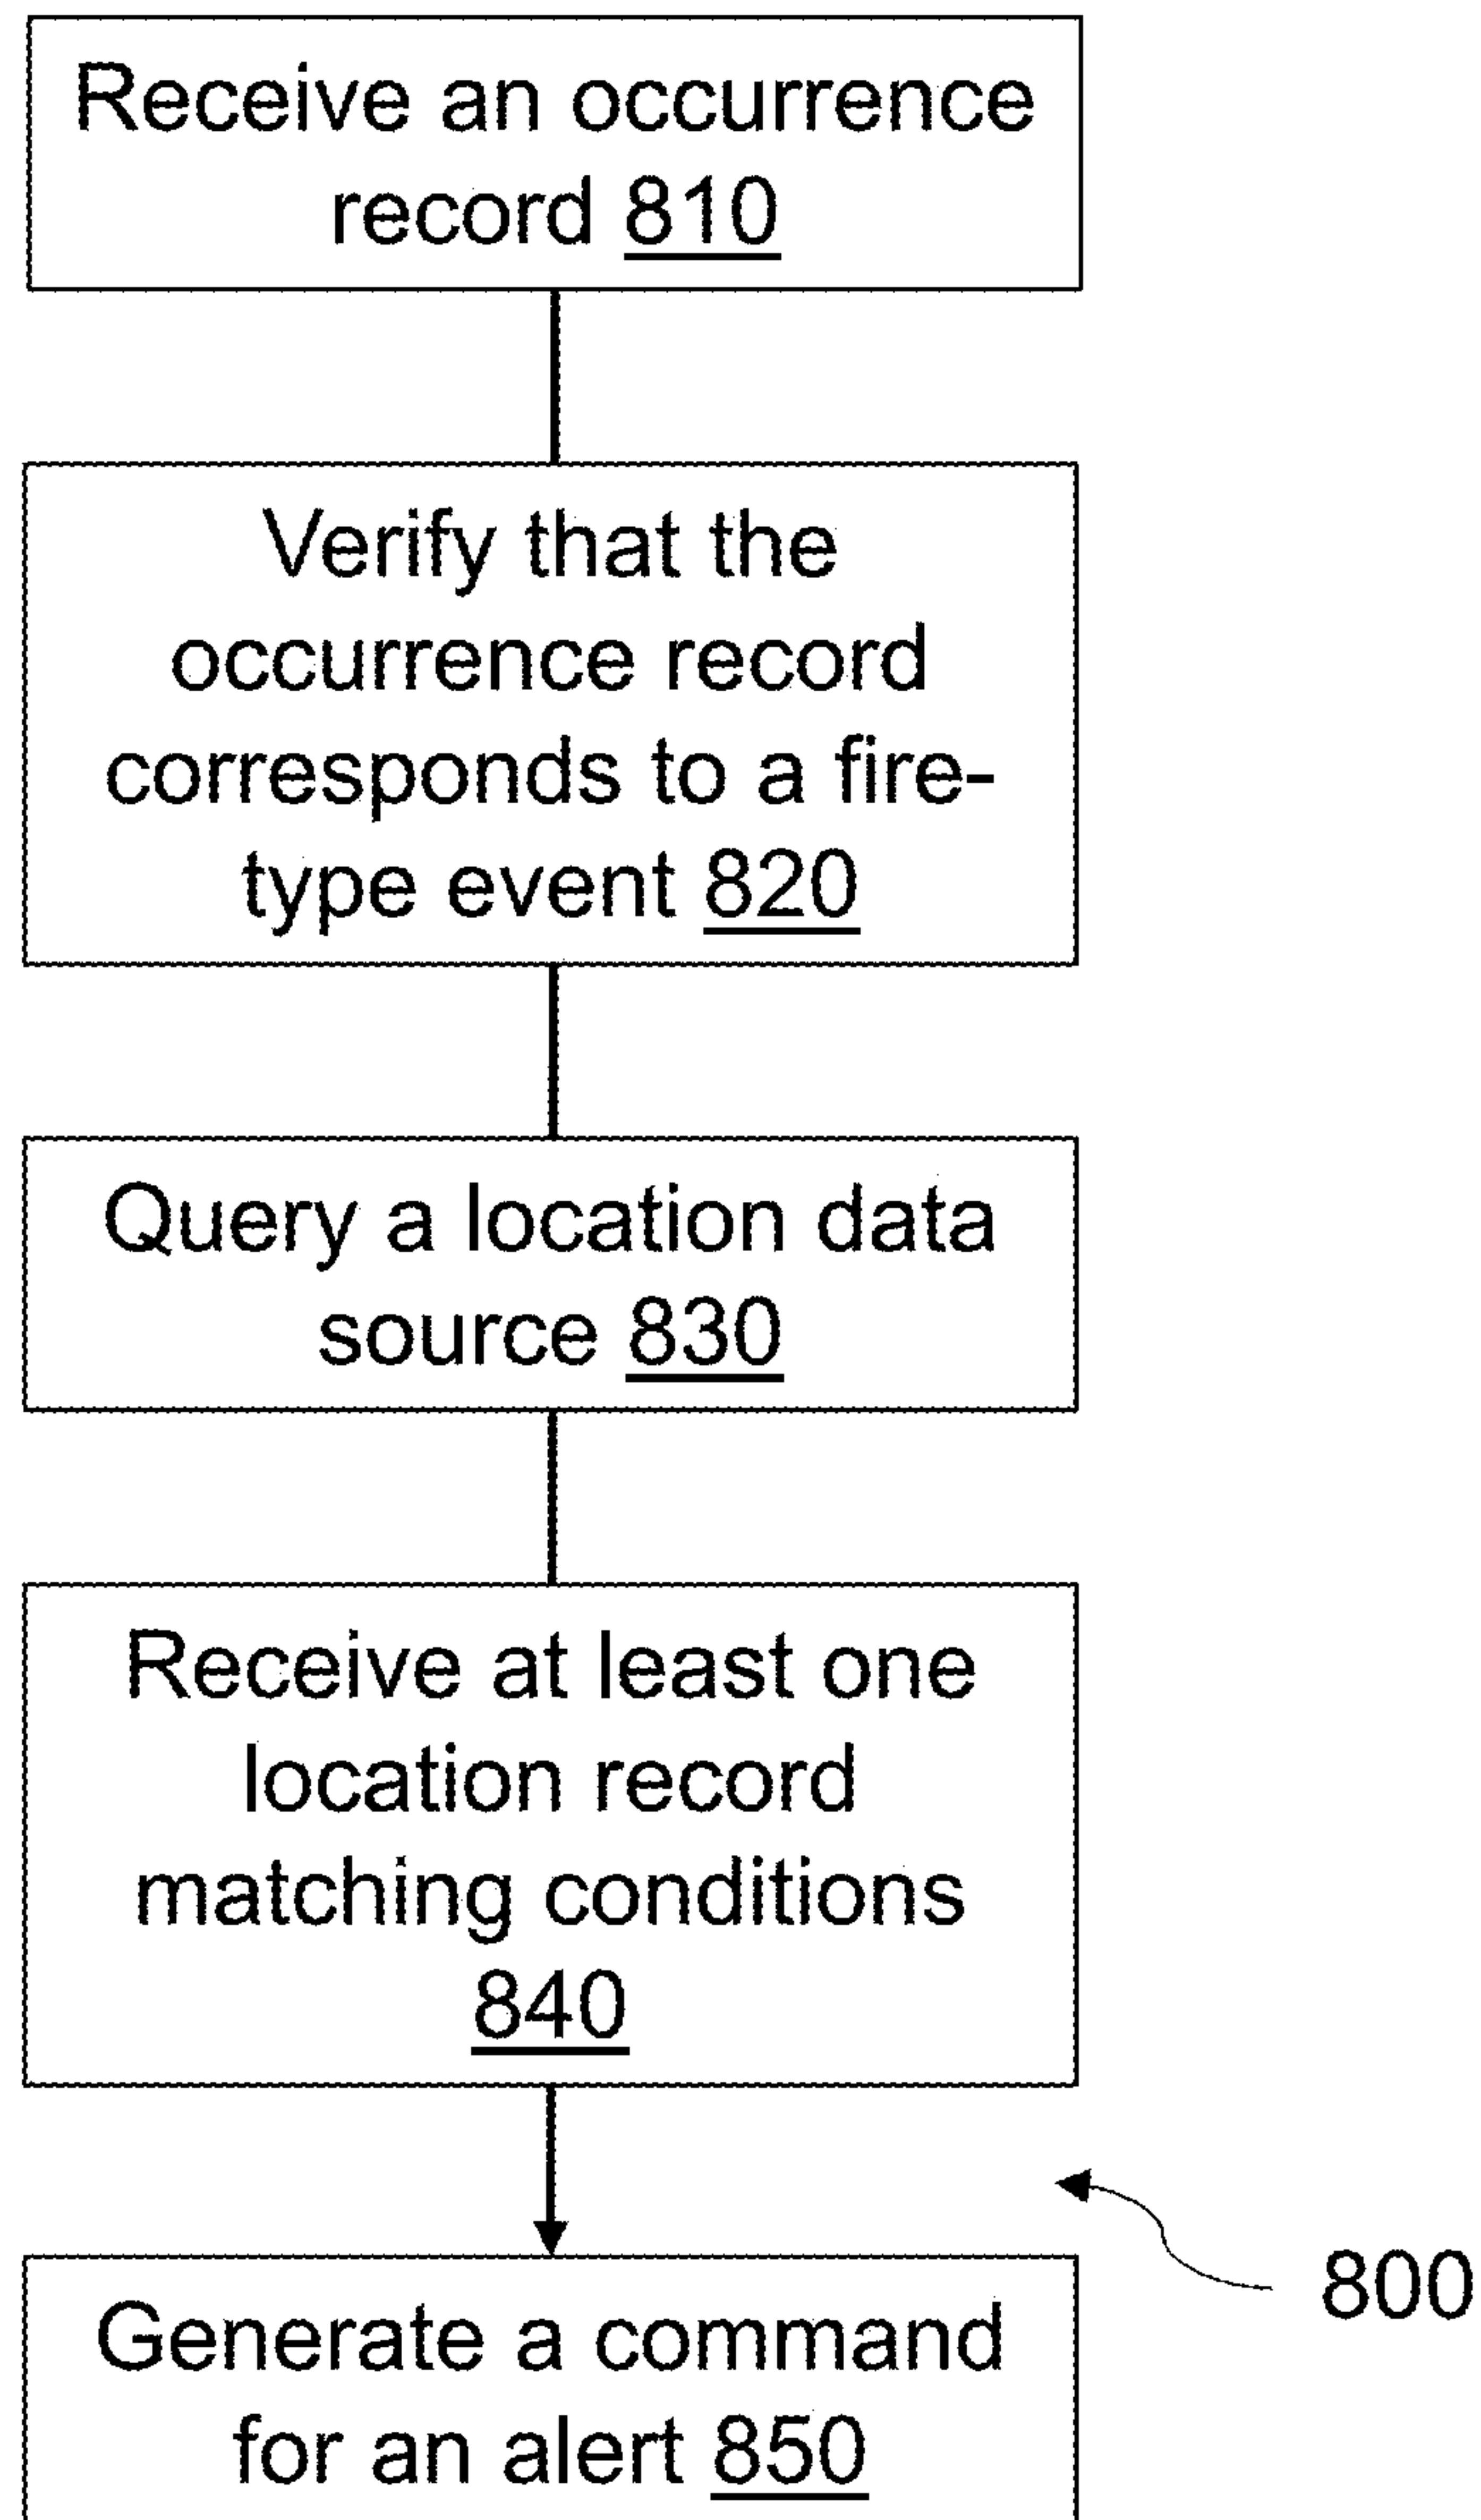 Receive an occurrence
record 810
Verify that the
occurrence record
corresponds to a fire-
type event 820
Query a location data
source 830
Receive at least one
location record
matching conditions
840
800
Generate a command
for an alert 850